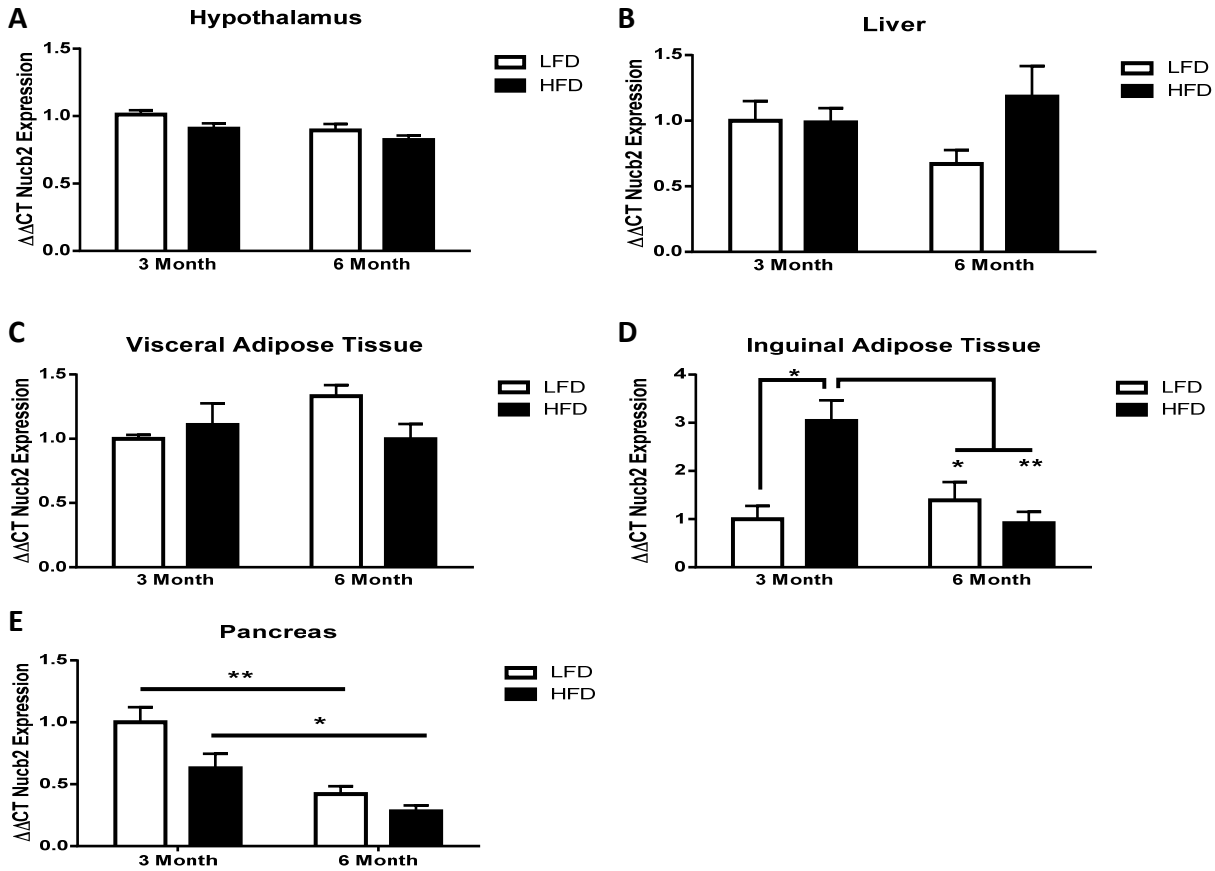 A
Hypothalamus
ΔΔCT Nucb2 Expression
1.5
1.0
0.5
0.0
3 Month
6 Month
LFD
HFD
B
Liver
ΔΔCT Nucb2 Expression
1.5
1.0
0.5
0.0
3 Month
6 Month
LFD
HFD
C
Visceral Adipose Tissue
ΔΔCT Nucb2 Expression
1.5
1.0
0.5
0.0
3 Month
6 Month
LFD
HFD
D
Inguinal Adipose Tissue
ΔΔCT Nucb2 Expression
4
3
2
1
0
*
*
**
3 Month
6 Month
LFD
HFD
E
Pancreas
ΔΔCT Nucb2 Expression
1.5
1.0
0.5
0.0
**
*
3 Month
6 Month
LFD
HFD